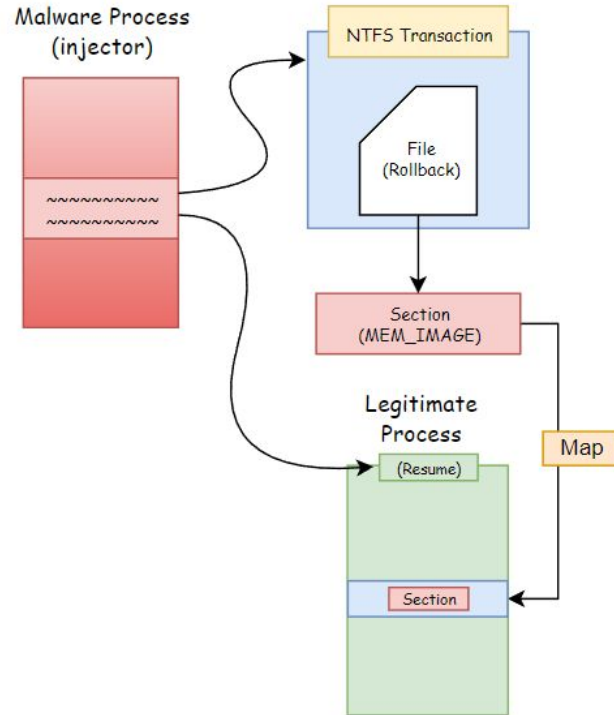 Malware Process
(injector)
~~~~~~~~~~
~~~~~~~~~~
NTFS Transaction
File
(Rollback)
Section
(MEM_IMAGE)
Legitimate
Process
(Resume)
Map
Section